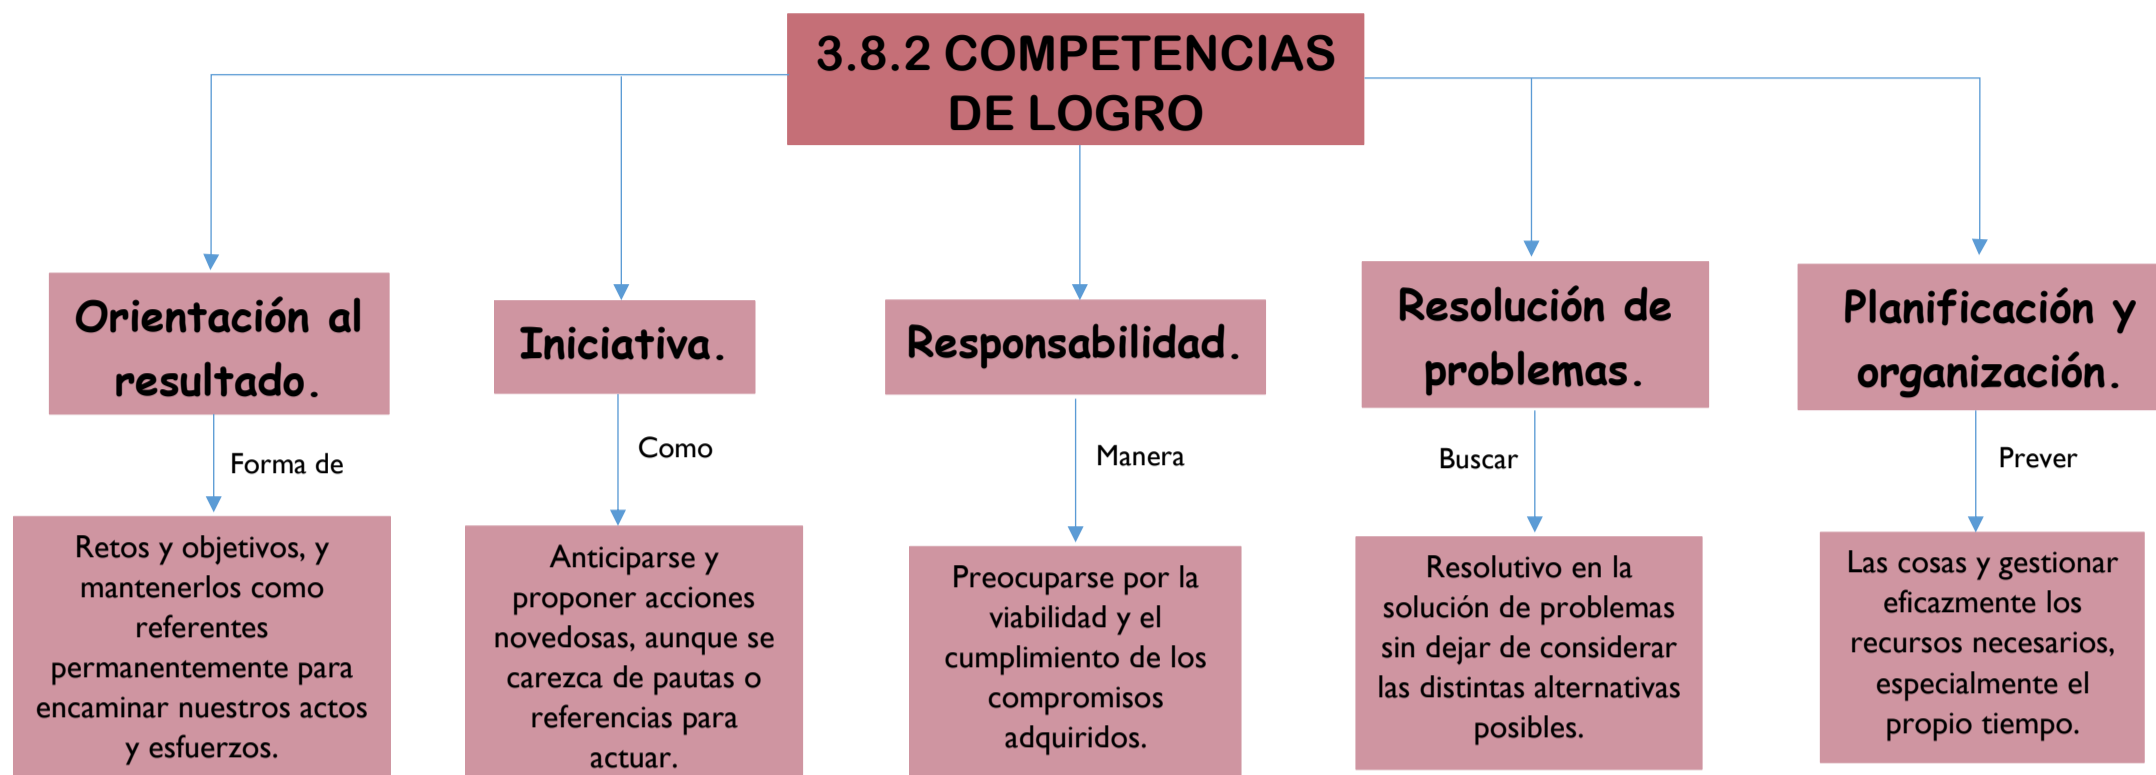 3.8.2 COMPETENCIAS
DE LOGRO
Orientación al
resultado.
Forma de
Retos y objetivos, y
mantenerlos como
referentes
permanentemente para
encaminar nuestros actos
y esfuerzos.
Iniciativa.
Como
Anticiparse y
proponer acciones
novedosas, aunque se
carezca de pautas o
referencias para
actuar.
Responsabilidad.
Manera
Preocuparse por la
viabilidad y el
cumplimiento de los
compromisos
adquiridos.
Resolución de
problemas.
Buscar
Resolutivo en la
solución de problemas
sin dejar de considerar
las distintas alternativas
posibles.
Planificación y
organización.
Prever
Las cosas y gestionar
eficazmente los
recursos necesarios,
especialmente el
propio tiempo.